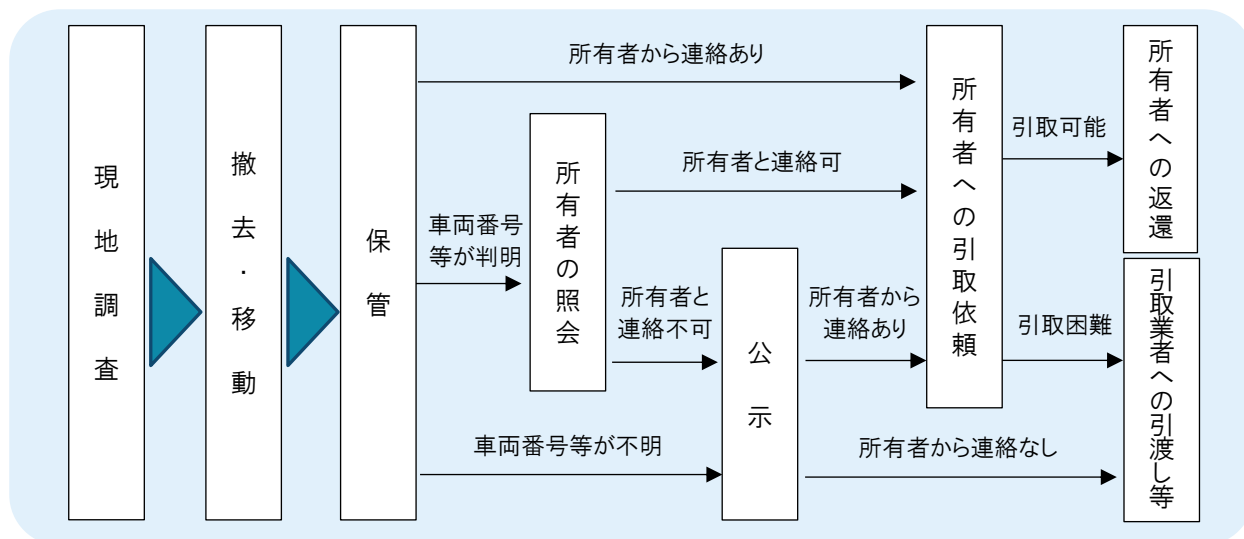 現地調査
撤去・移動
保管
所有者から連絡あり
車両番号
等が判明
車両番号等が不明
所有者の照会
所有者と連絡可
所有者と
連絡不可
公示
所有者から
連絡あり
所有者から連絡なし
所有者への引取依頼
引取可能
引取困難
所有者への返還
引取業者への引渡し等